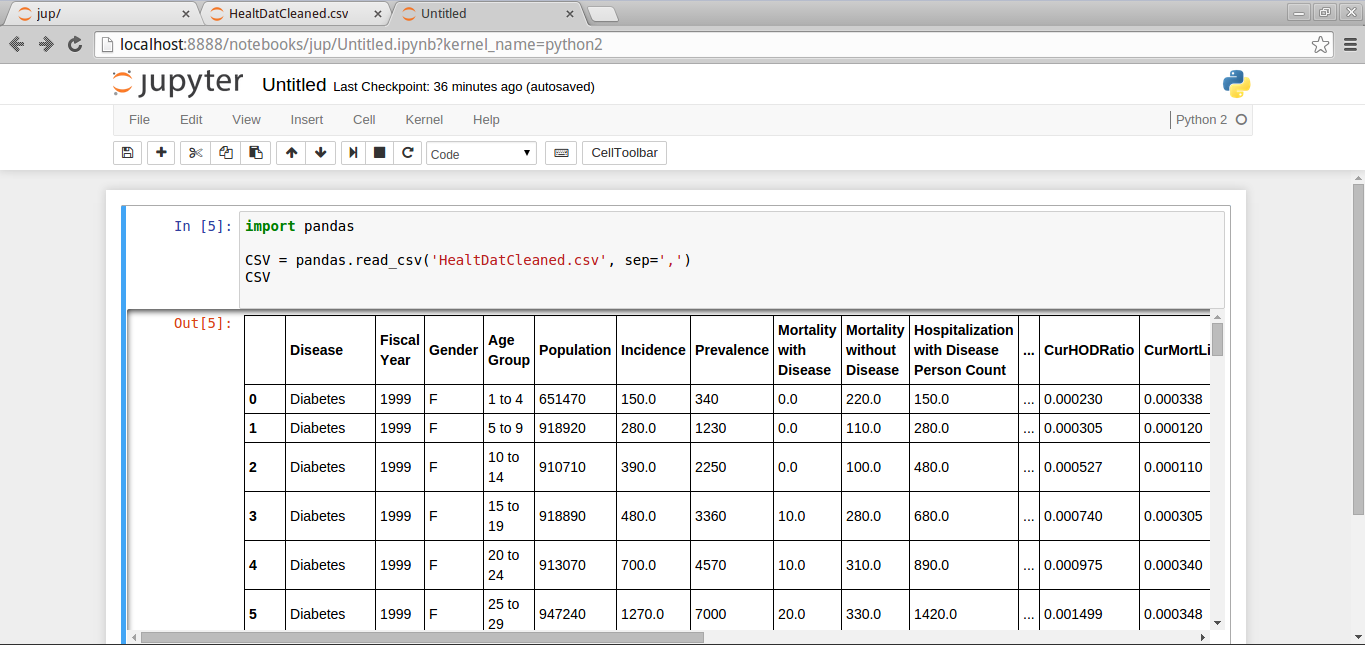 jup/ HealtDatCleaned.csv Untitled
localhost:8888/notebooks/jup/Untitled.ipynb?kernel_name=python2
jupyter Untitled Last Checkpoint: 36 minutes ago (autosaved)
File Edit View Insert Cell Kernel Help Python 2
Code CellToolbar
In [5]: import pandas
CSV = pandas.read_csv('HealtDatCleaned.csv', sep=',')
CSV
Out[5]:
Disease Fiscal Year Gender Age Group Population Incidence Prevalence Mortality with Disease Mortality without Disease Hospitalization with Disease Person Count ... CurHODRatio CurMortLi
0 Diabetes 1999 F 1 to 4 651470 150.0 340 0.0 220.0 150.0 ... 0.000230 0.000338
1 Diabetes 1999 F 5 to 9 918920 280.0 1230 0.0 110.0 280.0 ... 0.000305 0.000120
2 Diabetes 1999 F 10 to 14 910710 390.0 2250 0.0 100.0 480.0 ... 0.000527 0.000110
3 Diabetes 1999 F 15 to 19 918890 480.0 3360 10.0 280.0 680.0 ... 0.000740 0.000305
4 Diabetes 1999 F 20 to 24 913070 700.0 4570 10.0 310.0 890.0 ... 0.000975 0.000340
5 Diabetes 1999 F 25 to 29 947240 1270.0 7000 20.0 330.0 1420.0 ... 0.001499 0.000348